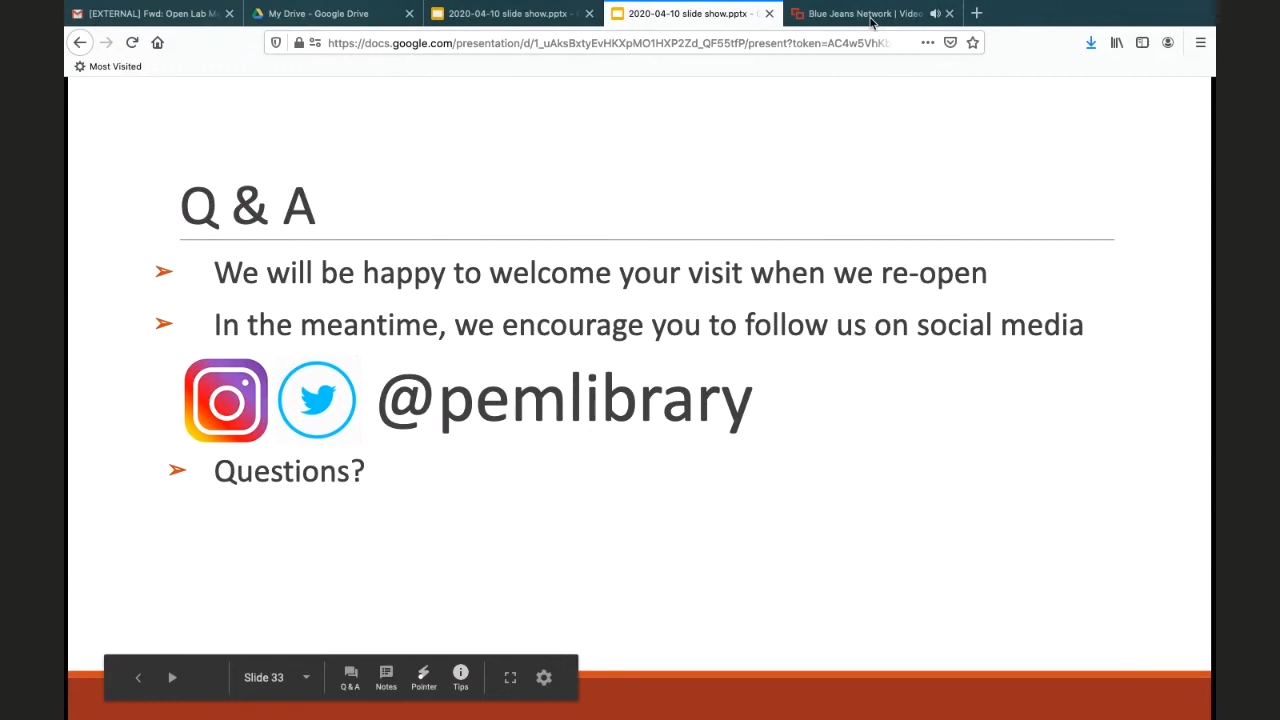 [EXTERNAL] Fwd: Open Lab M
My Drive - Google Drive
2020-04-10 slide show.pptx -
2020-04-10 slide show.pptx -
Blue Jeans Network | Video
https://docs.google.com/presentation/d/1_uAksBxtyEvHKXpMO1HXP2Zd_QF55tfP/present?token=AC4w5VhKb
Most Visited
Q & A
We will be happy to welcome your visit when we re-open
In the meantime, we encourage you to follow us on social media
@pemlibrary
Questions?
Slide 33
Q & A
Notes
Pointer
Tips